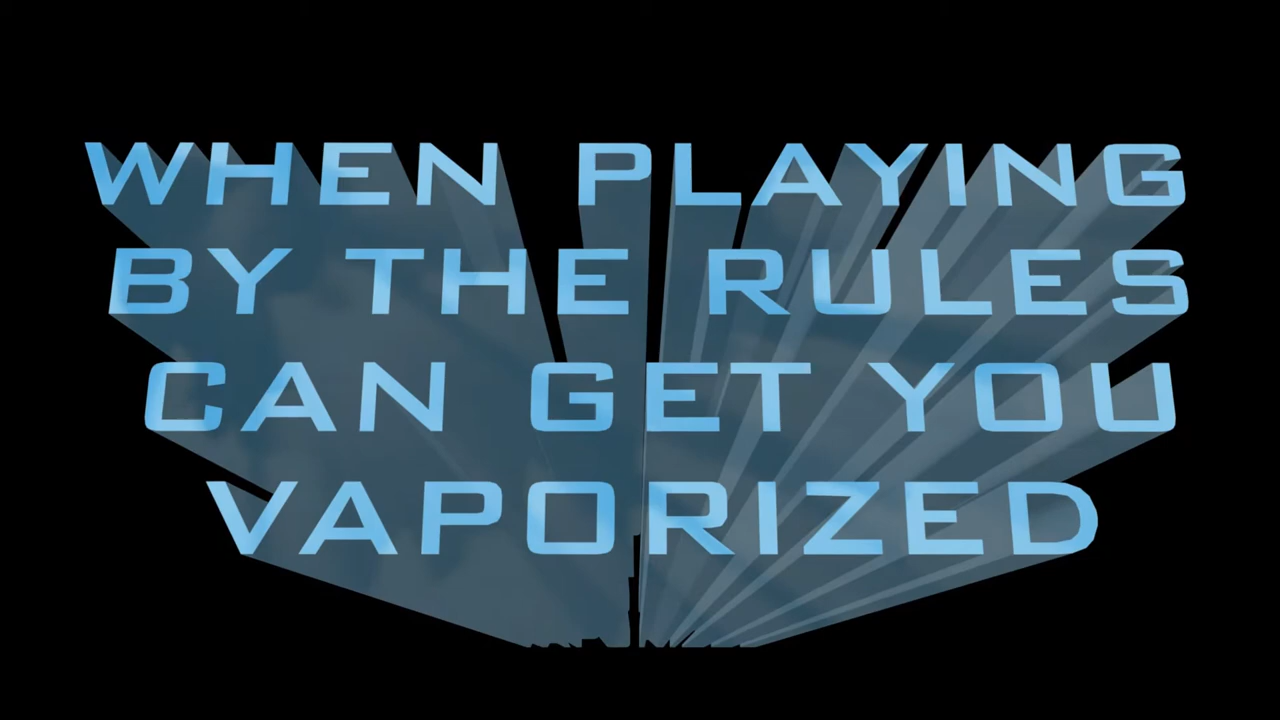 WHEN PLAYING
BY THE RULES
CAN GET YOU
VAPORIZED